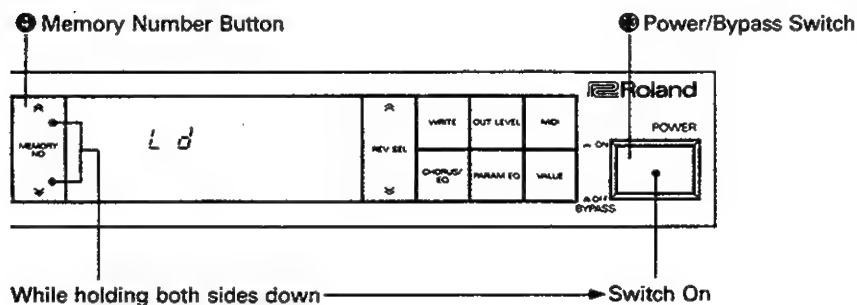 Memory Number Button
Power/Bypass Switch
Roland
POWER
MEMORY
NO
L d
REV SEL
WRITE
OUT LEVEL
MIDI
CHORUS/
EQ
PARAM EQ
VALUE
ON
OFF
BYPASS
While holding both sides down
Switch On